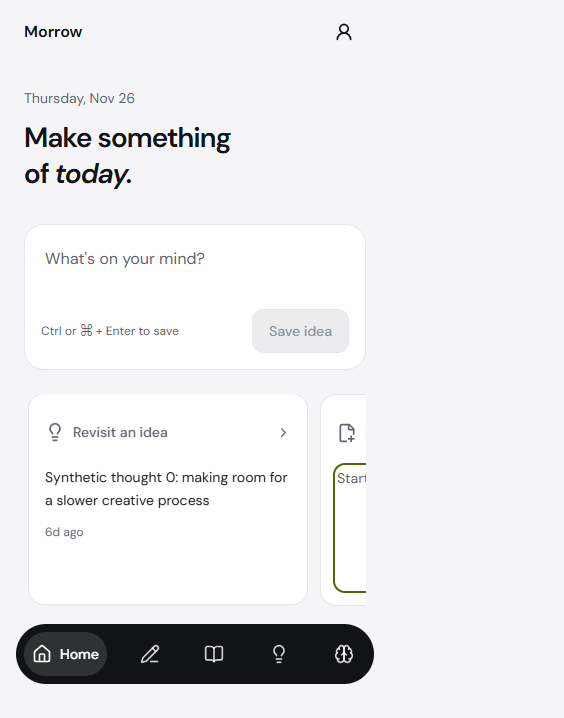 Morrow
Thursday, Nov 26
Make something
of today.
What's on your mind?
Ctrl or ⌘ + Enter to save
Save idea
Revisit an idea
Synthetic thought 0: making room for
a slower creative process
6d ago
Start
Home